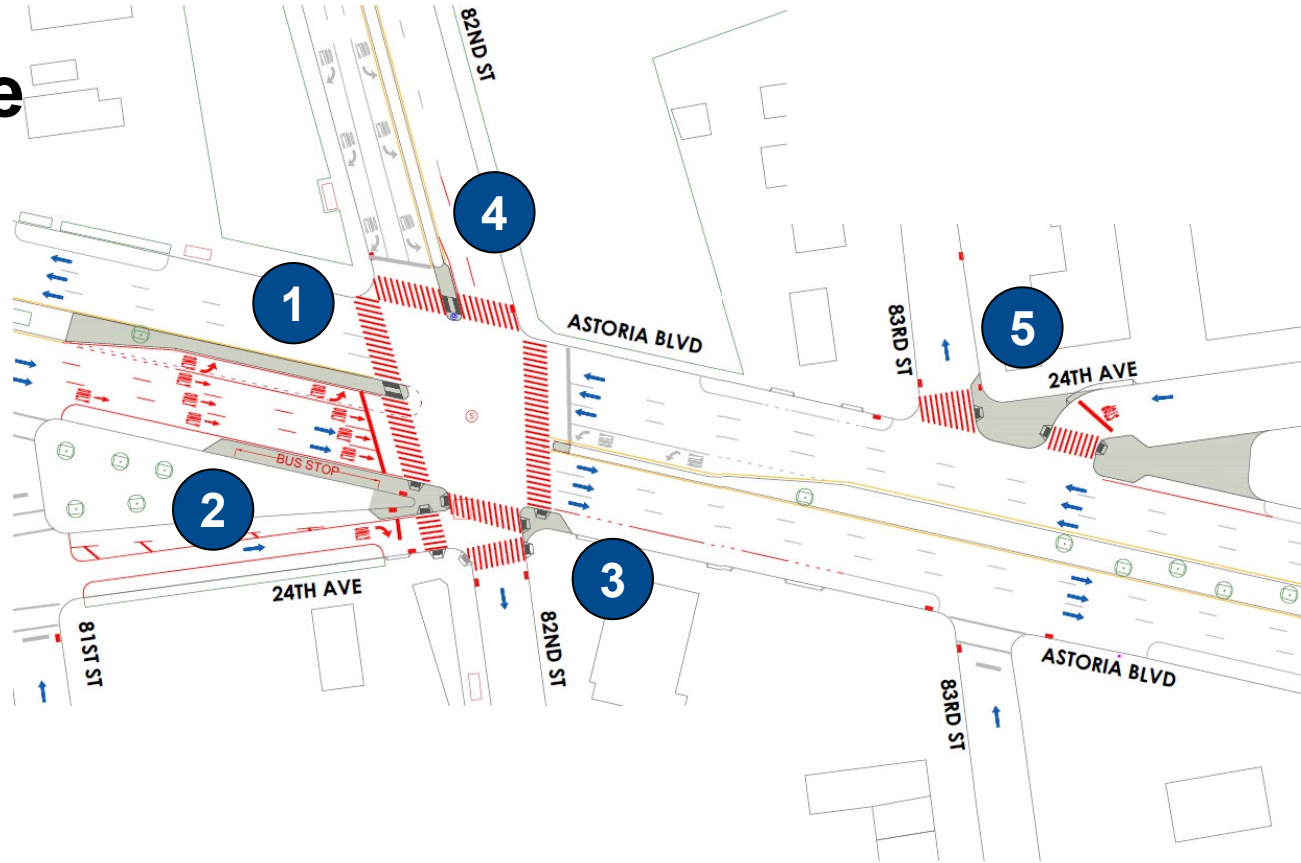 e
82ND ST
4
1
ASTORIA BLVD
83RD ST
5
24TH AVE
S
BUS STOP
2
3
24TH AVE
81ST ST
82ND ST
ASTORIA BLVD
83RD ST